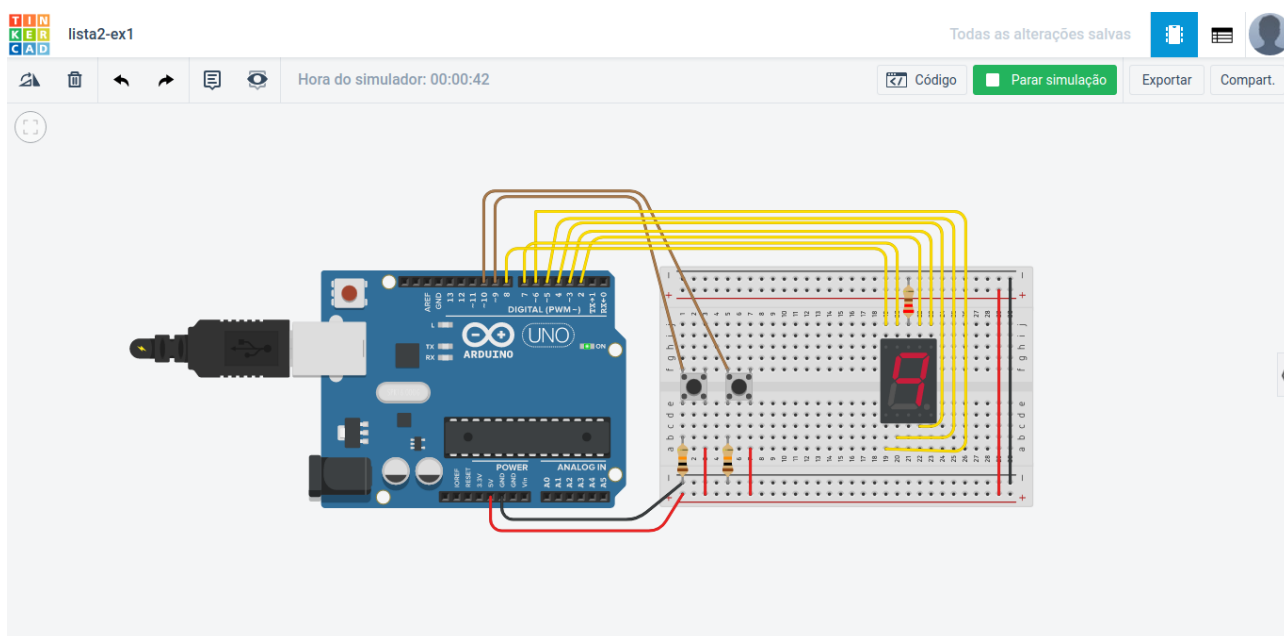 TIN
KER
CAD
lista2-ex1
Todas as alterações salvas
Hora do simulador: 00:00:42
Código
Parar simulação
Exportar
Compart.
AREF
GND
13
12
~11
~10
~9
8
7
~6
~5
4
~3
2
TX→1
RX←0
DIGITAL (PWM~)
L
TX
RX
ARDUINO
UNO
ON
POWER
ANALOG IN
IOREF
RESET
3.3V
5V
GND
GND
Vin
A0
A1
A2
A3
A4
A5
9